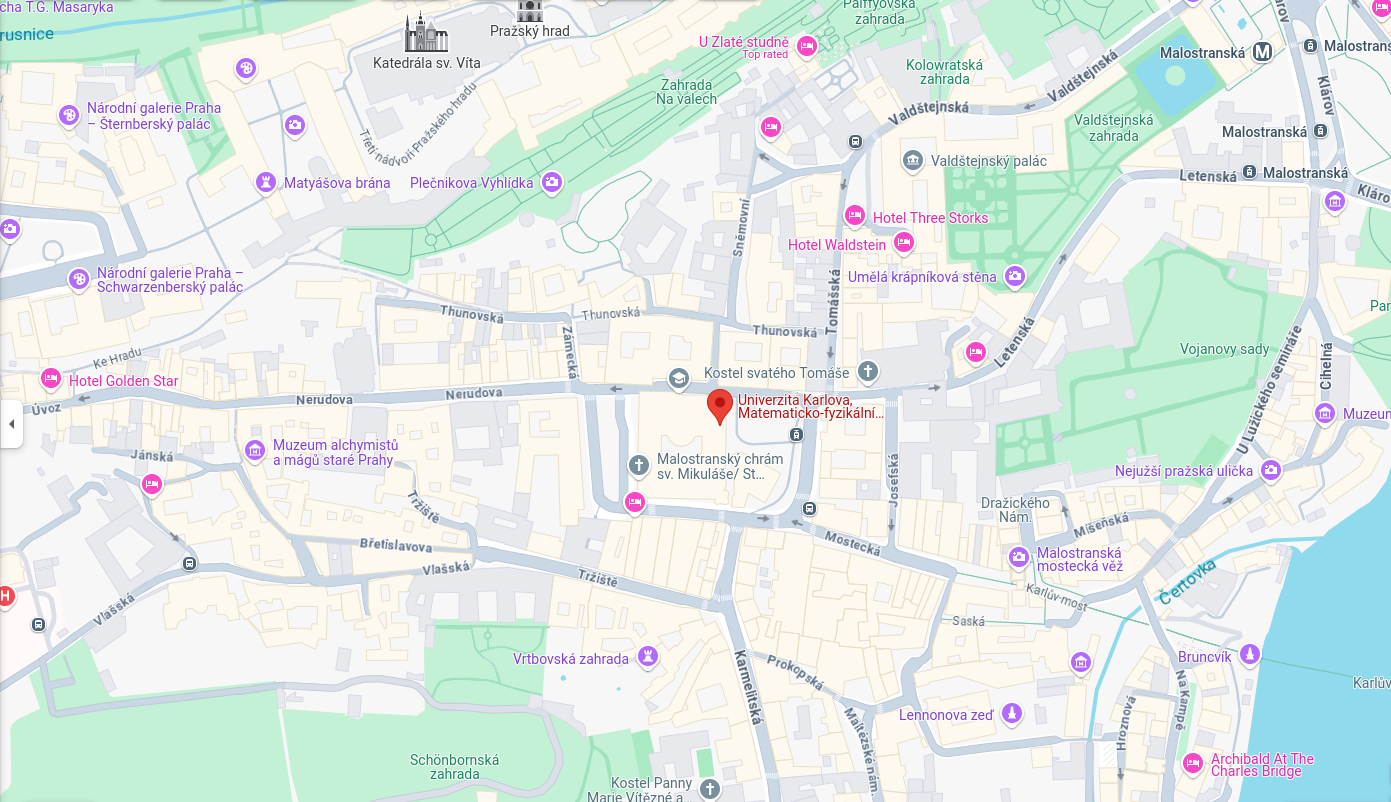 cha T.G. Masaryka
rusnice
Pražský hrad
Katedrála sv. Víta
U Zlaté studně
Top rated
Palffyovská
zahrada
Kolowratská
zahrada
Malostranská
M
Klárov
Národní galerie Praha
– Šternberský palác
Zahrada
Na valech
Valdštejnská
Valdštejnská
Valdštejnská
zahrada
Klárov
Třetí nádvoří Pražského hradu
Malostranská
Matyášova brána
Plečnikova Vyhlídka
Valdštejnský palác
Letenská
Malostranská
Sněmovní
Hotel Three Storks
Hotel Waldstein
Umělá krápníková stěna
Národní galerie Praha –
Schwarzenberský palác
Tomášská
Thunovská
Thunovská
Thunovská
Zámecká
Letenská
Vojanovy sady
Cihelná
Ke Hradu
Hotel Golden Star
Kostel svatého Tomáše
U Lužického semináře
Úvoz
Nerudova
Nerudova
Univerzita Karlova,
Matematicko-fyzikální...
Muzeum alchymistů
a mágů staré Prahy
Jánská
Malostranský chrám
sv. Mikuláše/ St...
Josefská
Nejužší pražská ulička
Tržiště
Dražického
Nám.
Míšeňská
Mostecká
Břetislavova
Vlašská
Tržiště
Malostranská
mostecká věž
Čertovka
Karlův most
Vlašská
H
Saská
Vrtbovská zahrada
Karmelitská
Prokopská
Bruncvík
Na Kampě
Lennonova zeď
Hroznová
Maltézské nám.
Schönbornská
zahrada
Archibald At The
Charles Bridge
Kostel Panny
Marie Vítězné a